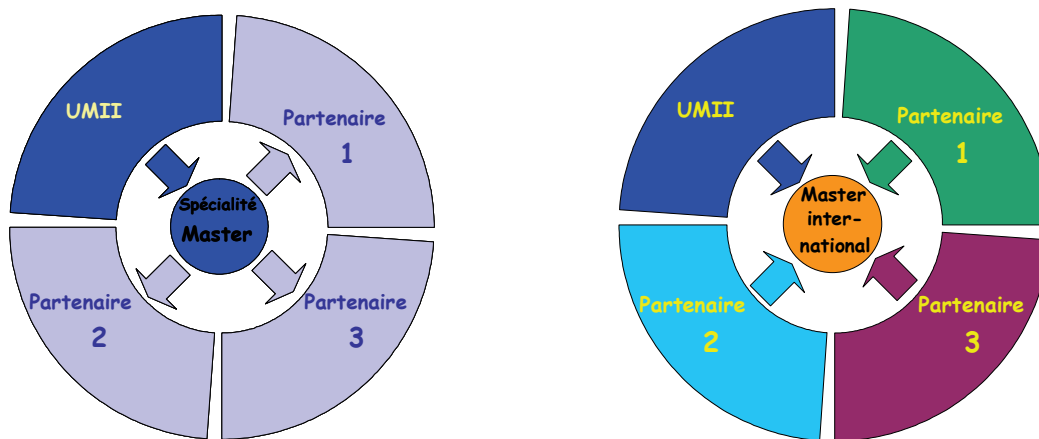 UMII
Partenaire
1
Spécialité
Master
Partenaire
2
Partenaire
3
UMII
Partenaire
1
Master
inter-
national
Partenaire
2
Partenaire
3